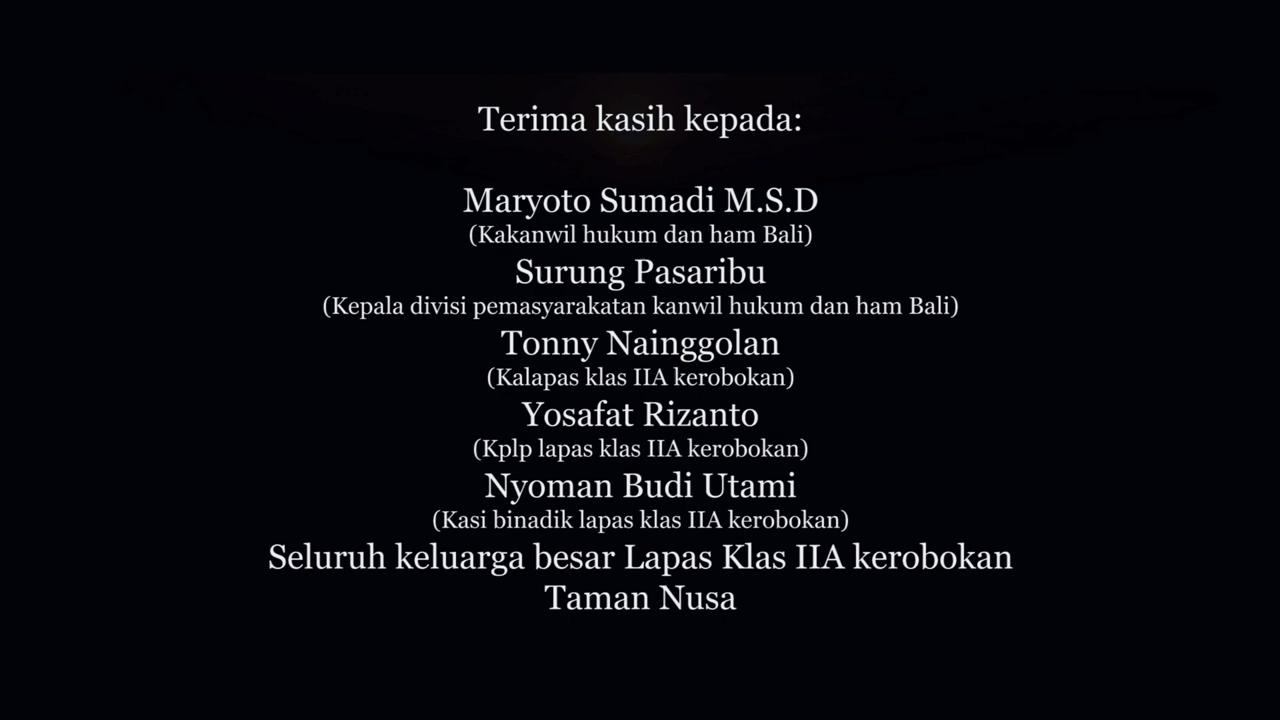 Terima kasih kepada:
Maryoto Sumadi M.S.D
(Kakanwil hukum dan ham Bali)
Surung Pasaribu
(Kepala divisi pemasyarakatan kanwil hukum dan ham Bali)
Tonny Nainggolan
(Kalapas klas IIA kerobokan)
Yosafat Rizanto
(Kplp lapas klas IIA kerobokan)
Nyoman Budi Utami
(Kasi binadik lapas klas IIA kerobokan)
Seluruh keluarga besar Lapas Klas IIA kerobokan
Taman Nusa